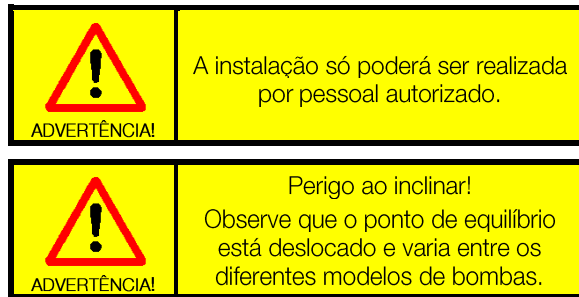 A instalação só poderá ser realizada
por pessoal autorizado.
ADVERTÊNCIA!
Perigo ao inclinar!
Observe que o ponto de equilíbrio
está deslocado e varia entre os
diferentes modelos de bombas.
ADVERTÊNCIA!